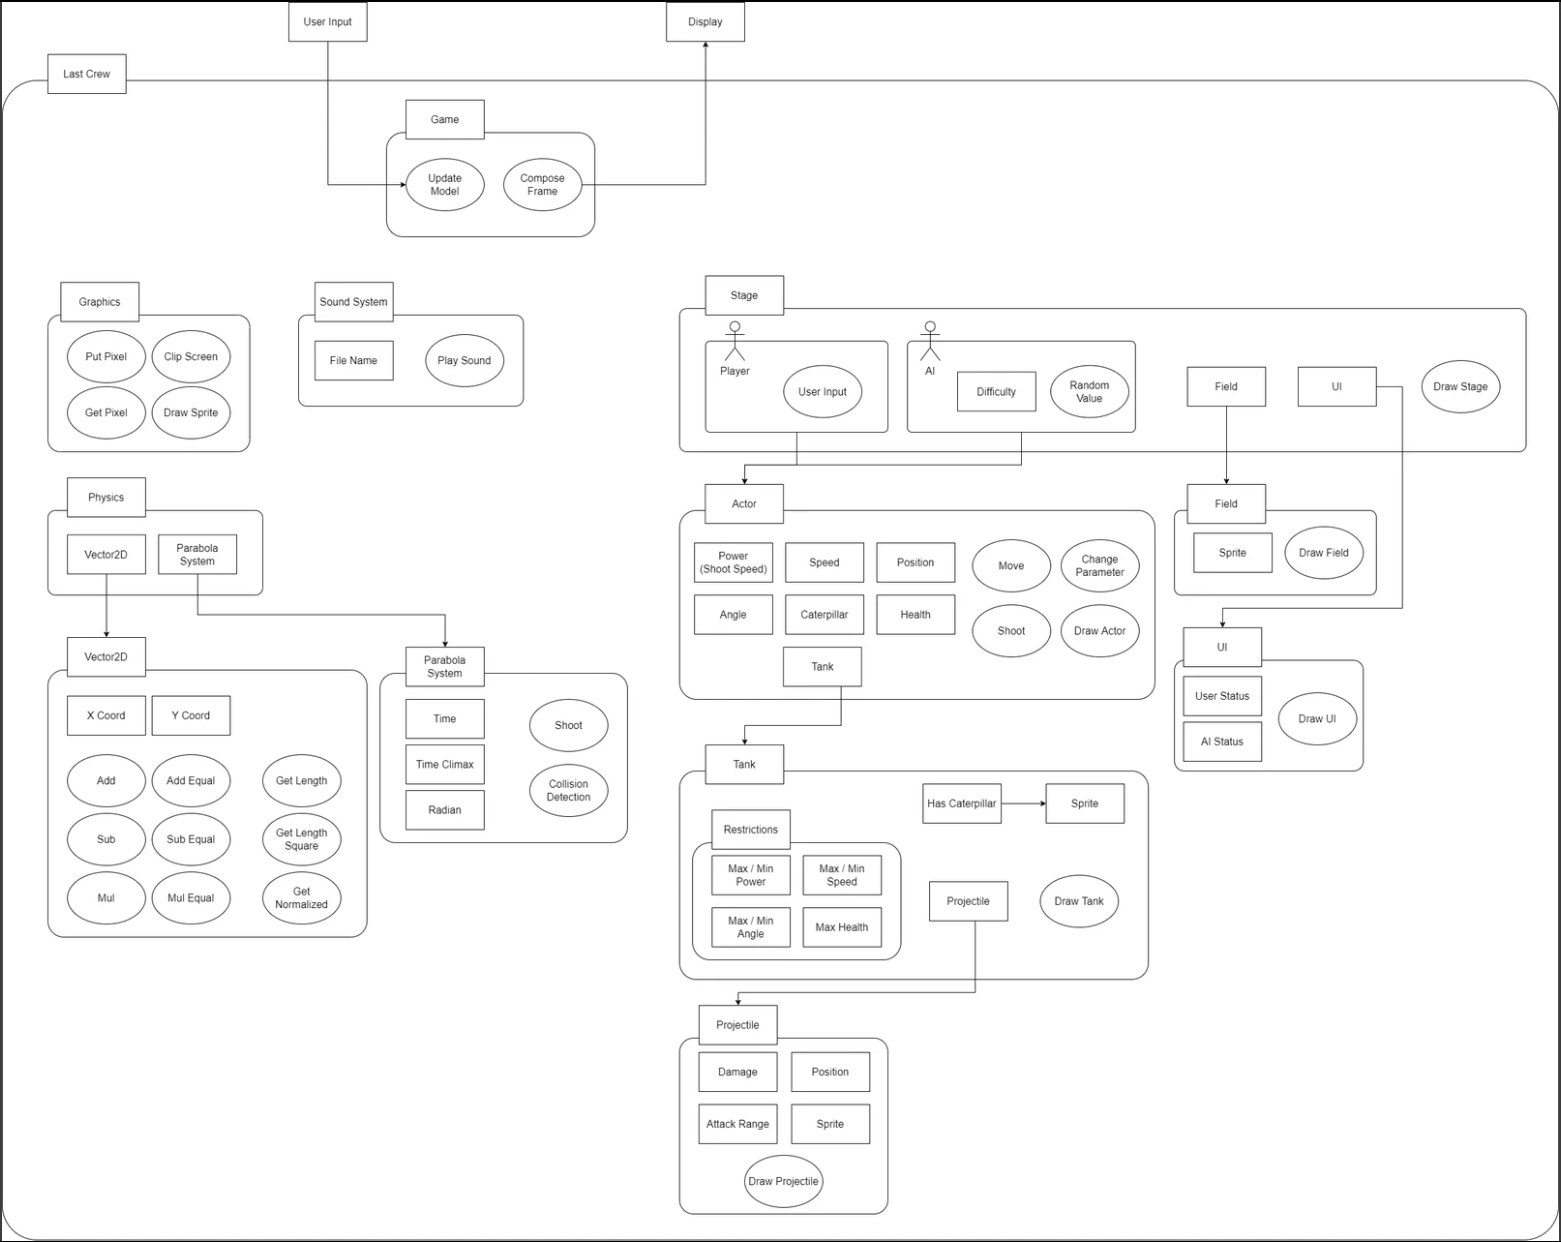 User Input
Display
Last Crew
Game
Update
Model
Compose
Frame
Graphics
Put Pixel
Clip Screen
Get Pixel
Draw Sprite
Sound System
File Name
Play Sound
Stage
Player
User Input
AI
Difficulty
Random
Value
Field
UI
Draw Stage
Physics
Vector2D
Parabola
System
Vector2D
X Coord
Y Coord
Add
Add Equal
Get Length
Sub
Sub Equal
Get Length
Square
Mul
Mul Equal
Get
Normalized
Parabola
System
Time
Time Climax
Radian
Shoot
Collision
Detection
Actor
Power
(Shoot Speed)
Speed
Position
Move
Change
Parameter
Angle
Caterpillar
Health
Shoot
Draw Actor
Tank
Field
Sprite
Draw Field
UI
User Status
AI Status
Draw UI
Tank
Has Caterpillar
Sprite
Restrictions
Max / Min
Power
Max / Min
Speed
Max / Min
Angle
Max Health
Projectile
Draw Tank
Projectile
Damage
Position
Attack Range
Sprite
Draw Projectile